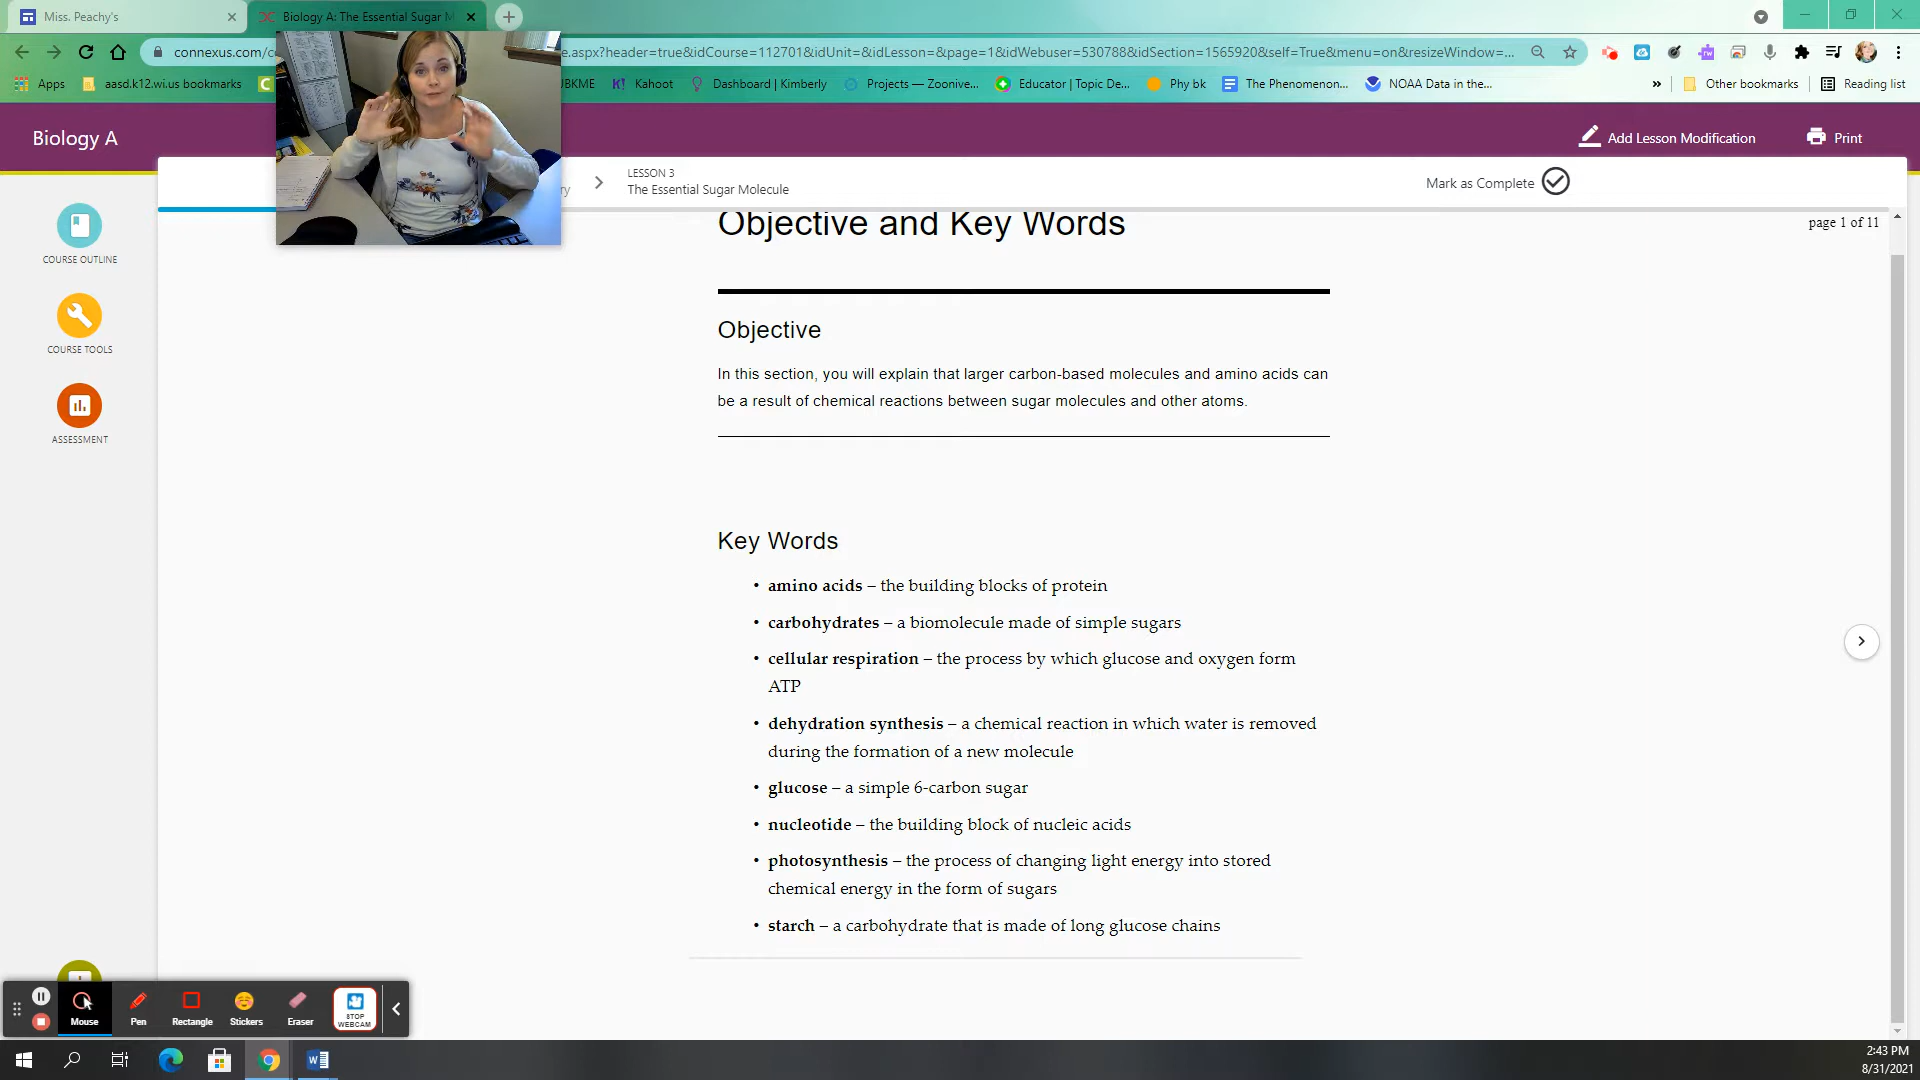 Miss. Peachy's
Biology A: The Essential Sugar M
connexus.com/c
e.aspx?header=true&idCourse=112701&idUnit=&idLesson=&page=1&idWebuser=530788&idSection=1565920&self=True&menu=on&resizeWindow=...
Apps
aasd.k12.wi.us bookmarks
JBKME
Kahoot
Dashboard | Kimberly
Projects — Zoonive...
Educator | Topic De...
Phy bk
The Phenomenon...
NOAA Data in the...
»
Other bookmarks
Reading list
Biology A
Add Lesson Modification
Print
LESSON 3
The Essential Sugar Molecule
Mark as Complete
COURSE OUTLINE
COURSE TOOLS
ASSESSMENT
Objective and Key Words
page 1 of 11
Objective
In this section, you will explain that larger carbon-based molecules and amino acids can
be a result of chemical reactions between sugar molecules and other atoms.
Key Words
• amino acids – the building blocks of protein
• carbohydrates – a biomolecule made of simple sugars
• cellular respiration – the process by which glucose and oxygen form
ATP
• dehydration synthesis – a chemical reaction in which water is removed
during the formation of a new molecule
• glucose – a simple 6-carbon sugar
• nucleotide – the building block of nucleic acids
• photosynthesis – the process of changing light energy into stored
chemical energy in the form of sugars
• starch – a carbohydrate that is made of long glucose chains
Mouse
Pen
Rectangle
Stickers
Eraser
STOP
WEBCAM
2:43 PM
8/31/2021